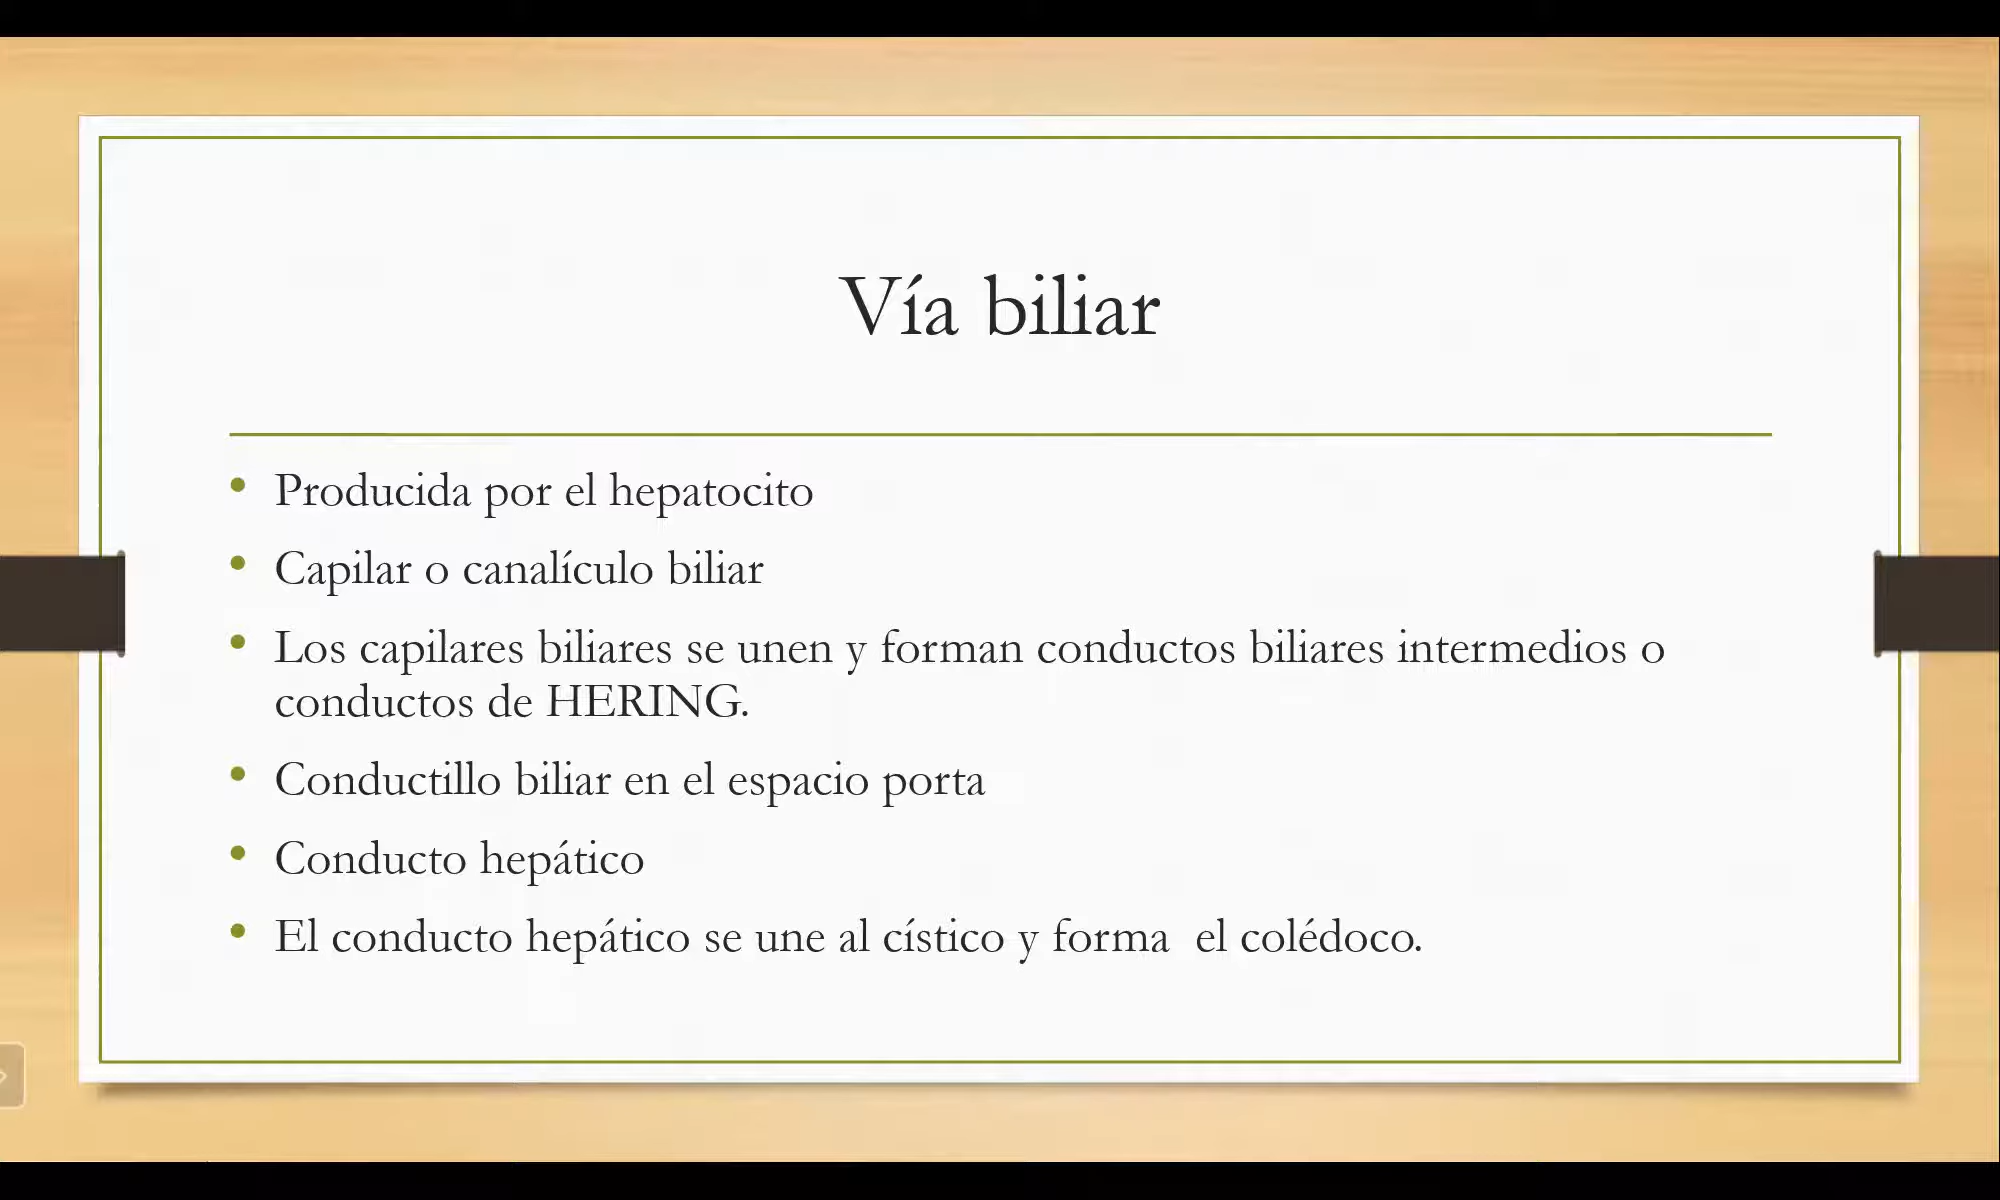 Vía biliar
• Producida por el hepatocito
• Capilar o canalículo biliar
• Los capilares biliares se unen y forman conductos biliares intermedios o
conductos de HERING.
• Conductillo biliar en el espacio porta
• Conducto hepático
• El conducto hepático se une al cístico y forma  el colédoco.